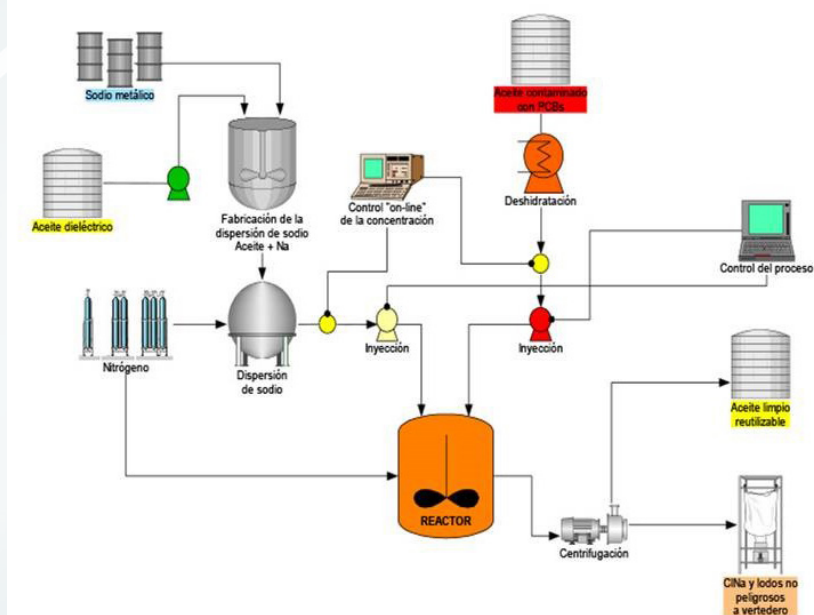 Sodio metálico
Aceite contaminado
con PCBs
Aceite dieléctrico
Fabricación de la
dispersión de sodio
Aceite + Na
Control "on-line"
de la concentración
Deshidratación
Control del proceso
Nitrógeno
Dispersión
de sodio
Inyección
Inyección
Aceite limpio
reutilizable
REACTOR
Centrifugación
ClNa y lodos no
peligrosos
a vertedero